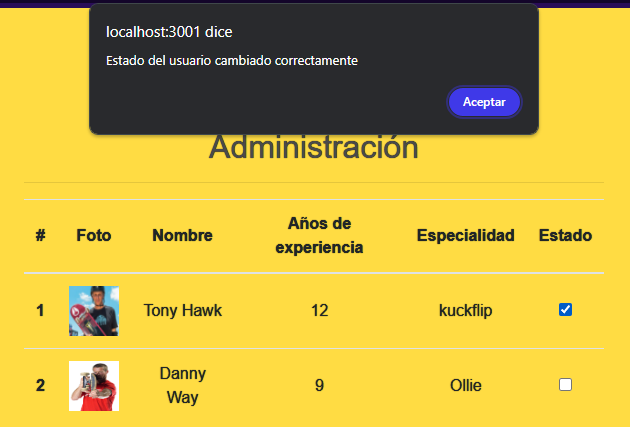 localhost:3001 dice
Estado del usuario cambiado correctamente
Aceptar
Administración
# Foto Nombre Años de experiencia Especialidad Estado
1 Tony Hawk 12 kuckflip
2 Danny Way 9 Ollie